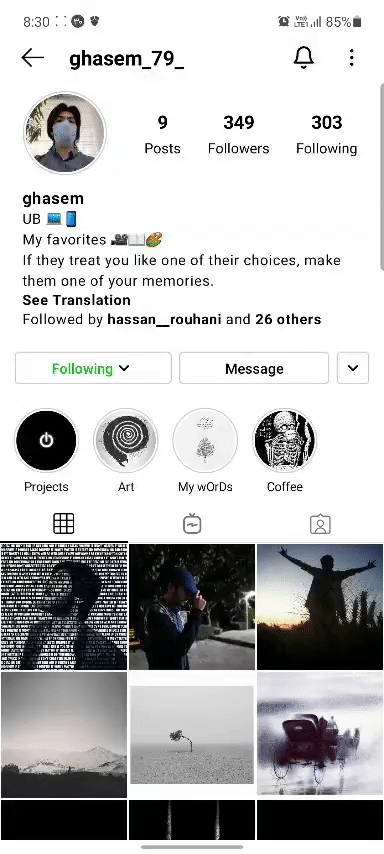 8:30 85%
ghasem_79_
9 349 303
Posts Followers Following
ghasem
UB 💻📱
My favorites 🎥📖🎨
If they treat you like one of their choices, make
them one of your memories.
See Translation
Followed by hassan__rouhani and 26 others
Following Message
Projects Art My wOrDs Coffee